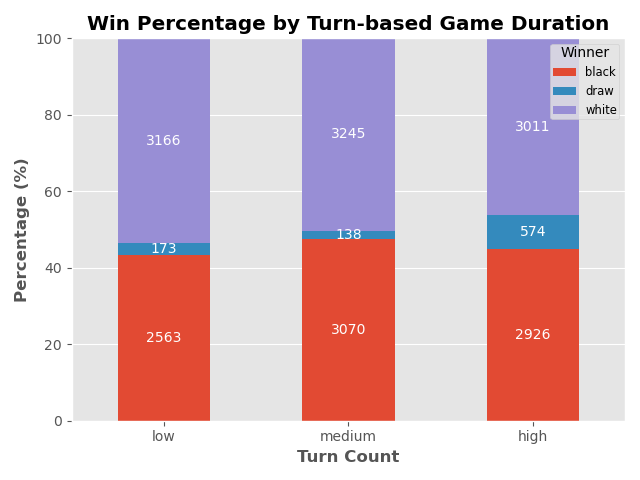 Win Percentage by Turn-based Game Duration
100
80
60
40
20
0
Percentage (%)
Winner
black
draw
white
3166
3245
3011
173
138
574
2563
3070
2926
low
medium
high
Turn Count